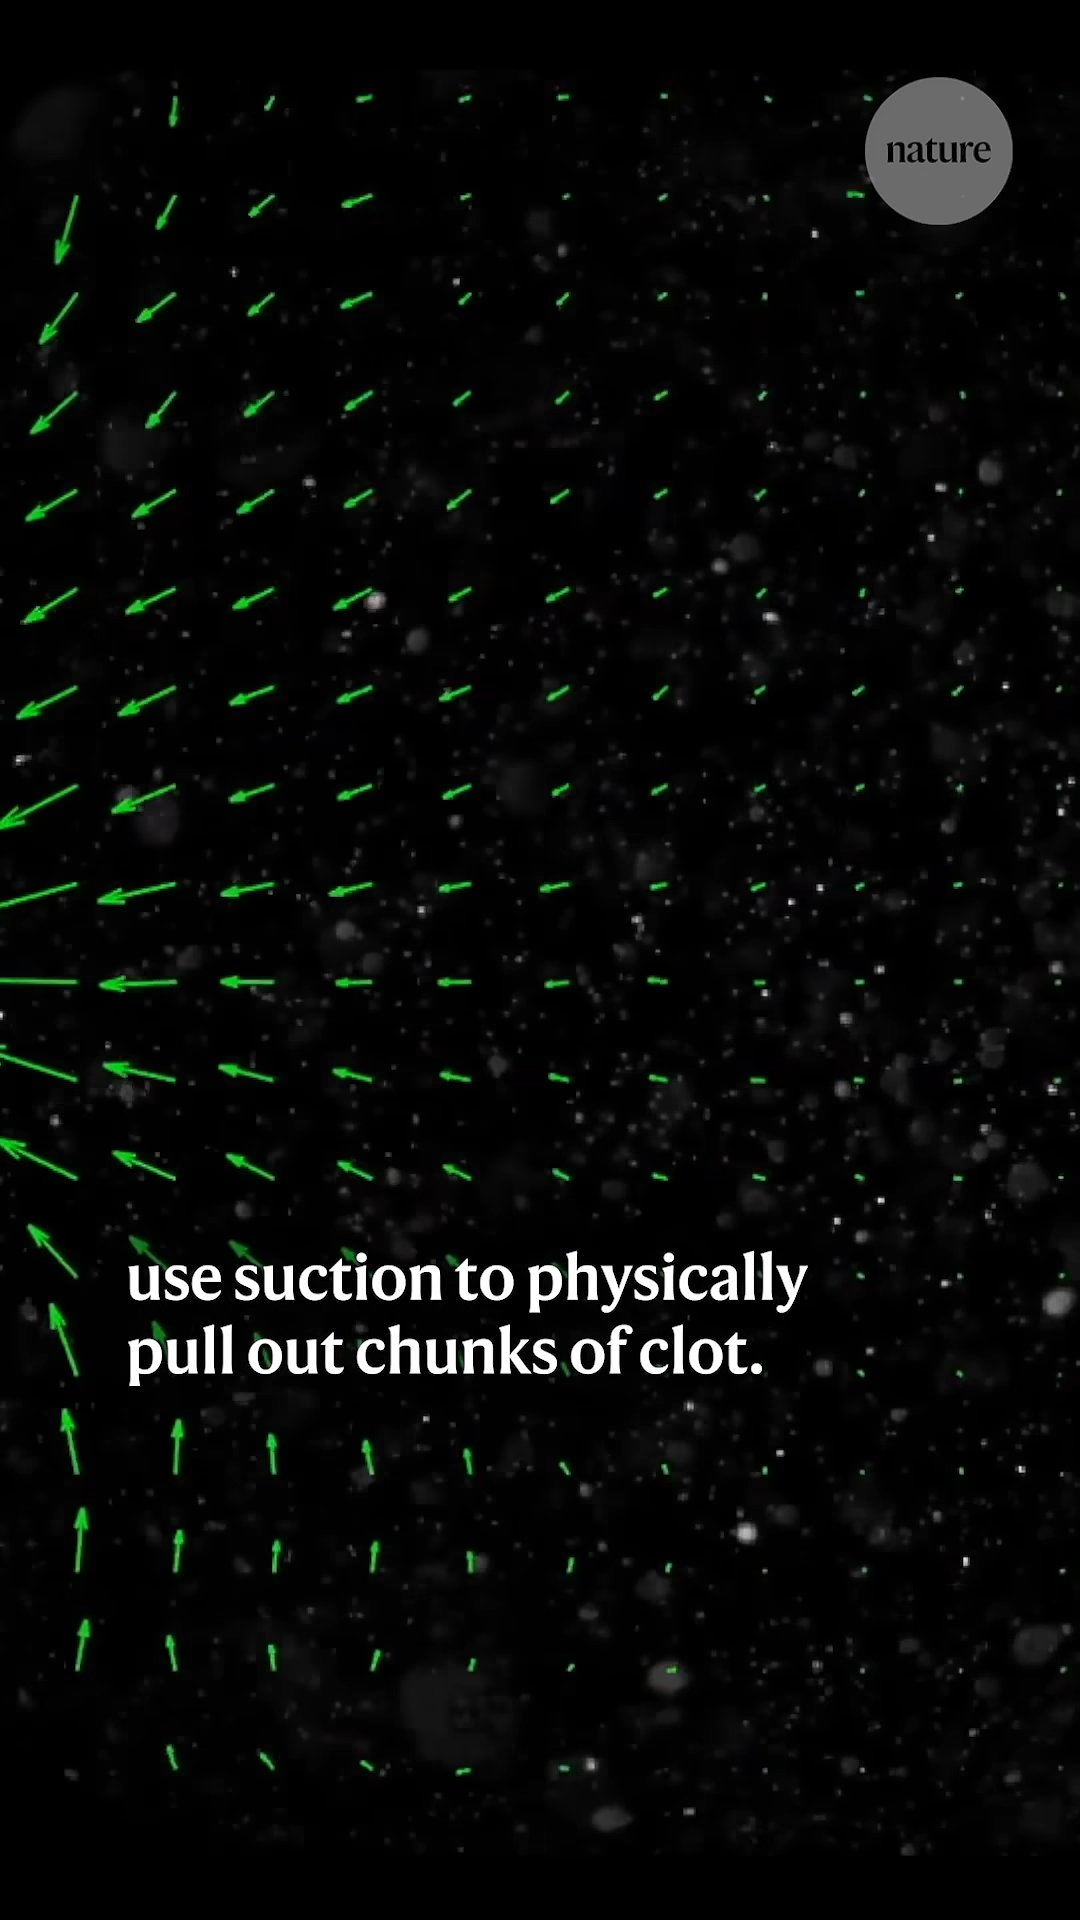 nature
use suction to physically
pull out chunks of clot.